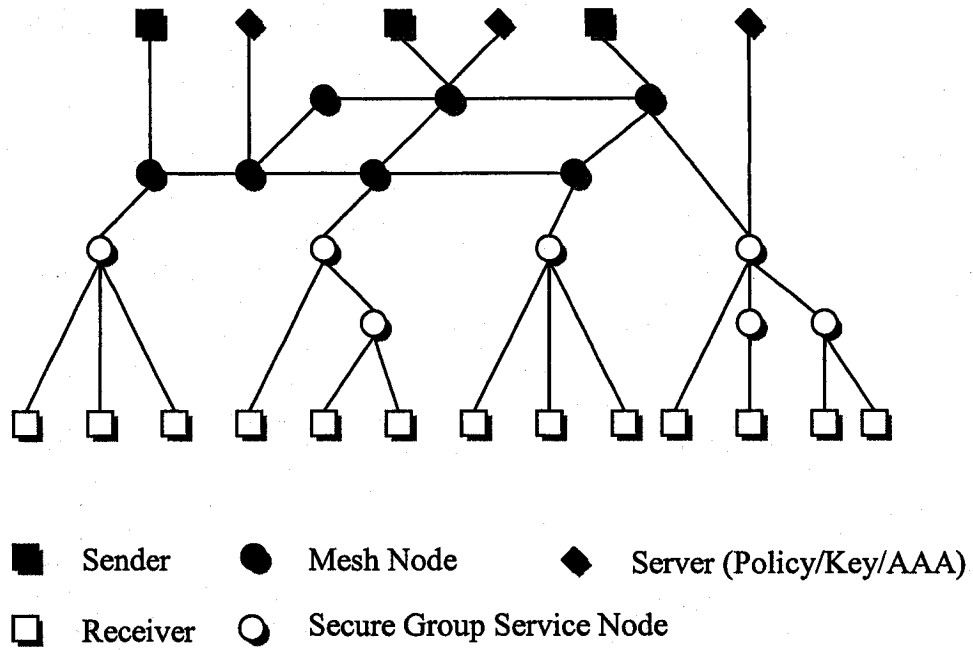 Sender
Mesh Node
Server (Policy/Key/AAA)
Receiver
Secure Group Service Node